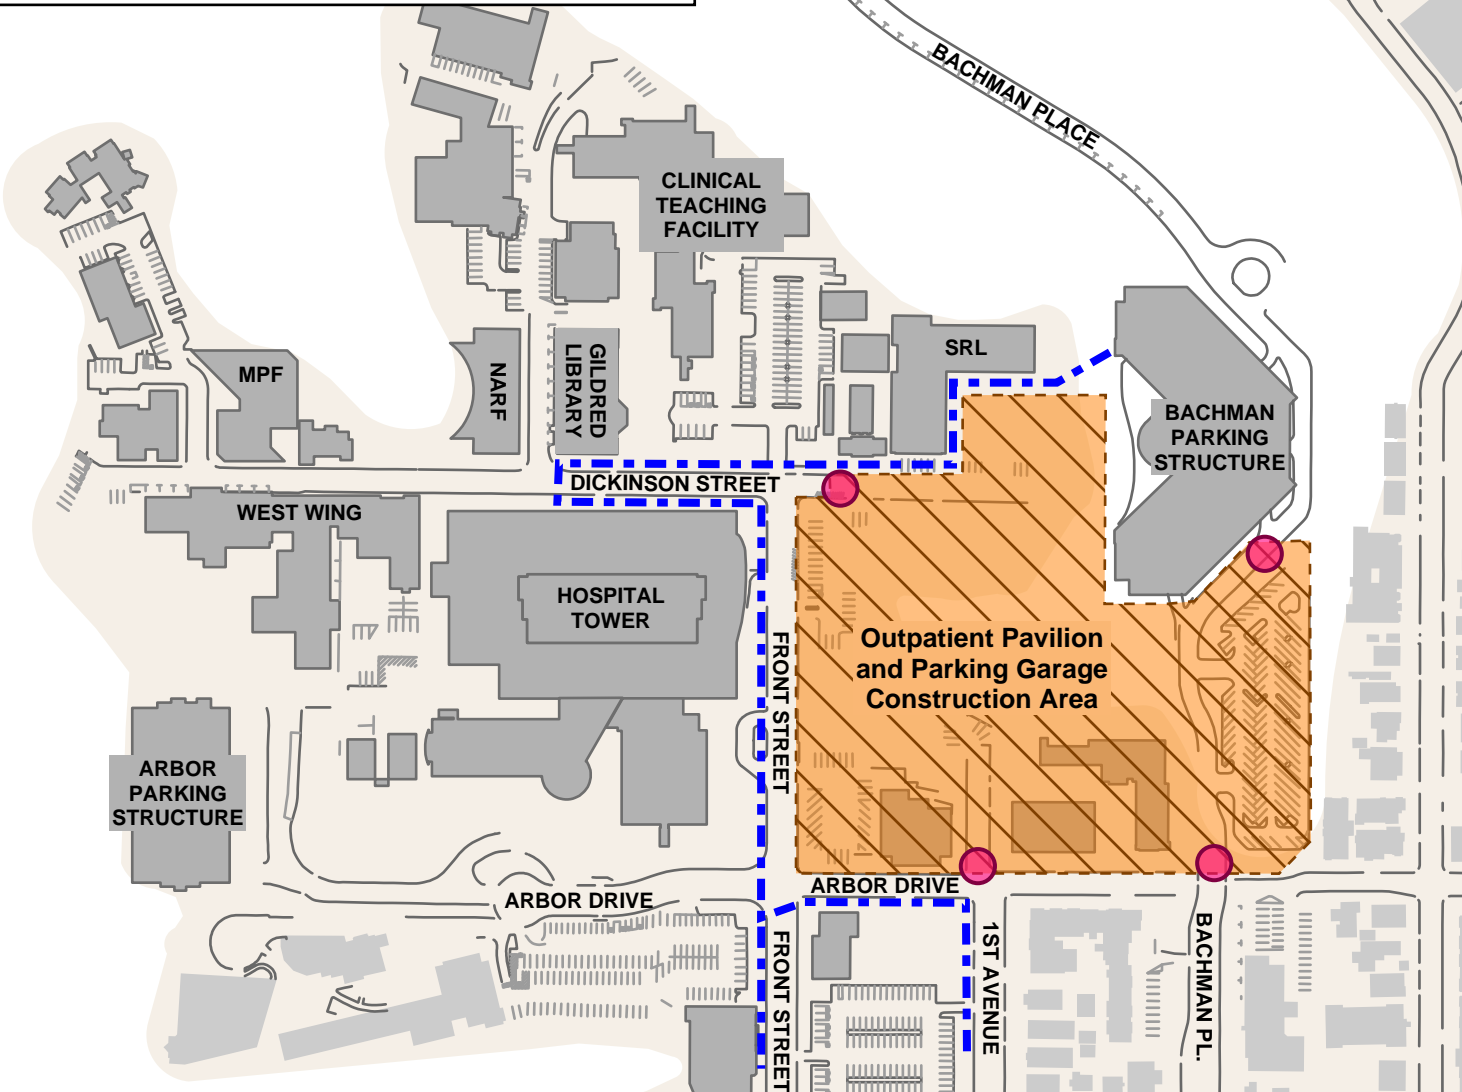 BACHMAN PLACE
CLINICAL
TEACHING
FACILITY
SRL
MPF
NARF
GILDRED
LIBRARY
BACHMAN
PARKING
STRUCTURE
DICKINSON STREET
WEST WING
HOSPITAL
TOWER
FRONT STREET
Outpatient Pavilion
and Parking Garage
Construction Area
ARBOR
PARKING
STRUCTURE
ARBOR DRIVE
ARBOR DRIVE
FRONT STREET
1ST AVENUE
BACHMAN PL.